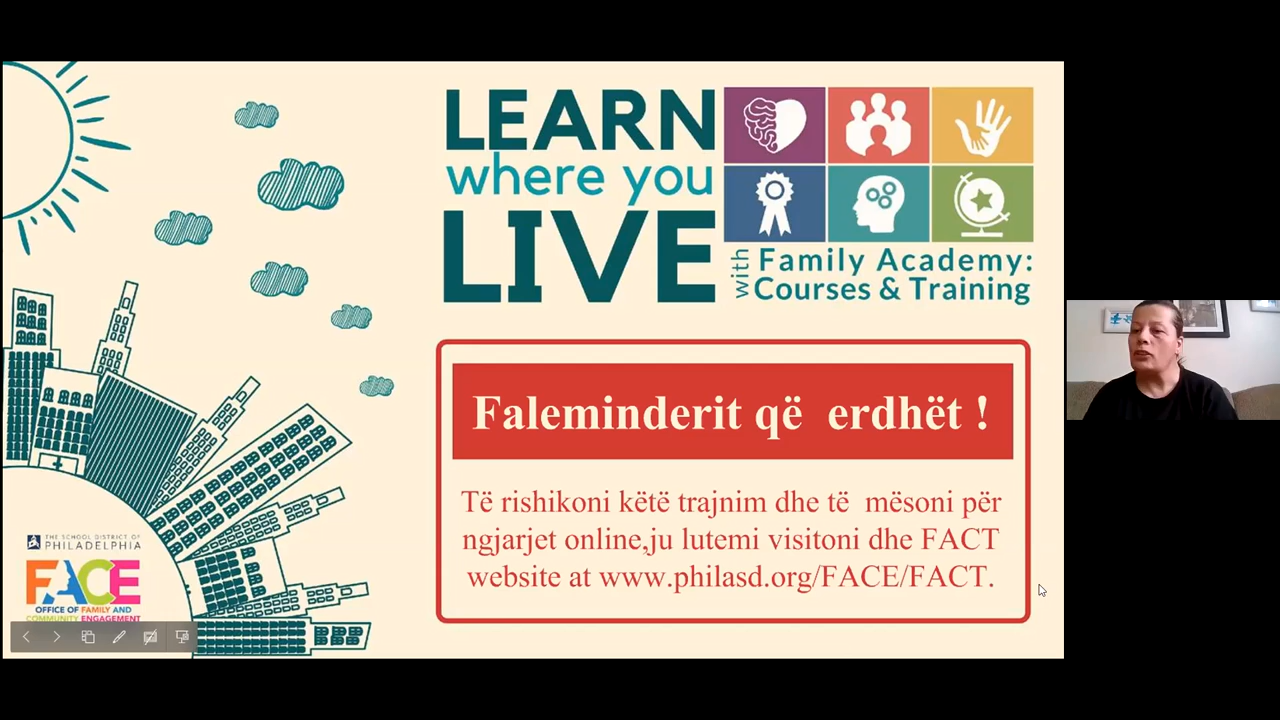 LEARN
where you
LIVE
with Family Academy:
Courses & Training
Faleminderit që erdhët !
Të rishikoni këtë trajnim dhe të mësoni për
ngjarjet online,ju lutemi visitoni dhe FACT
website at www.philasd.org/FACE/FACT.
THE SCHOOL DISTRICT OF
PHILADELPHIA
FACE
OFFICE OF FAMILY AND
COMMUNITY ENGAGEMENT